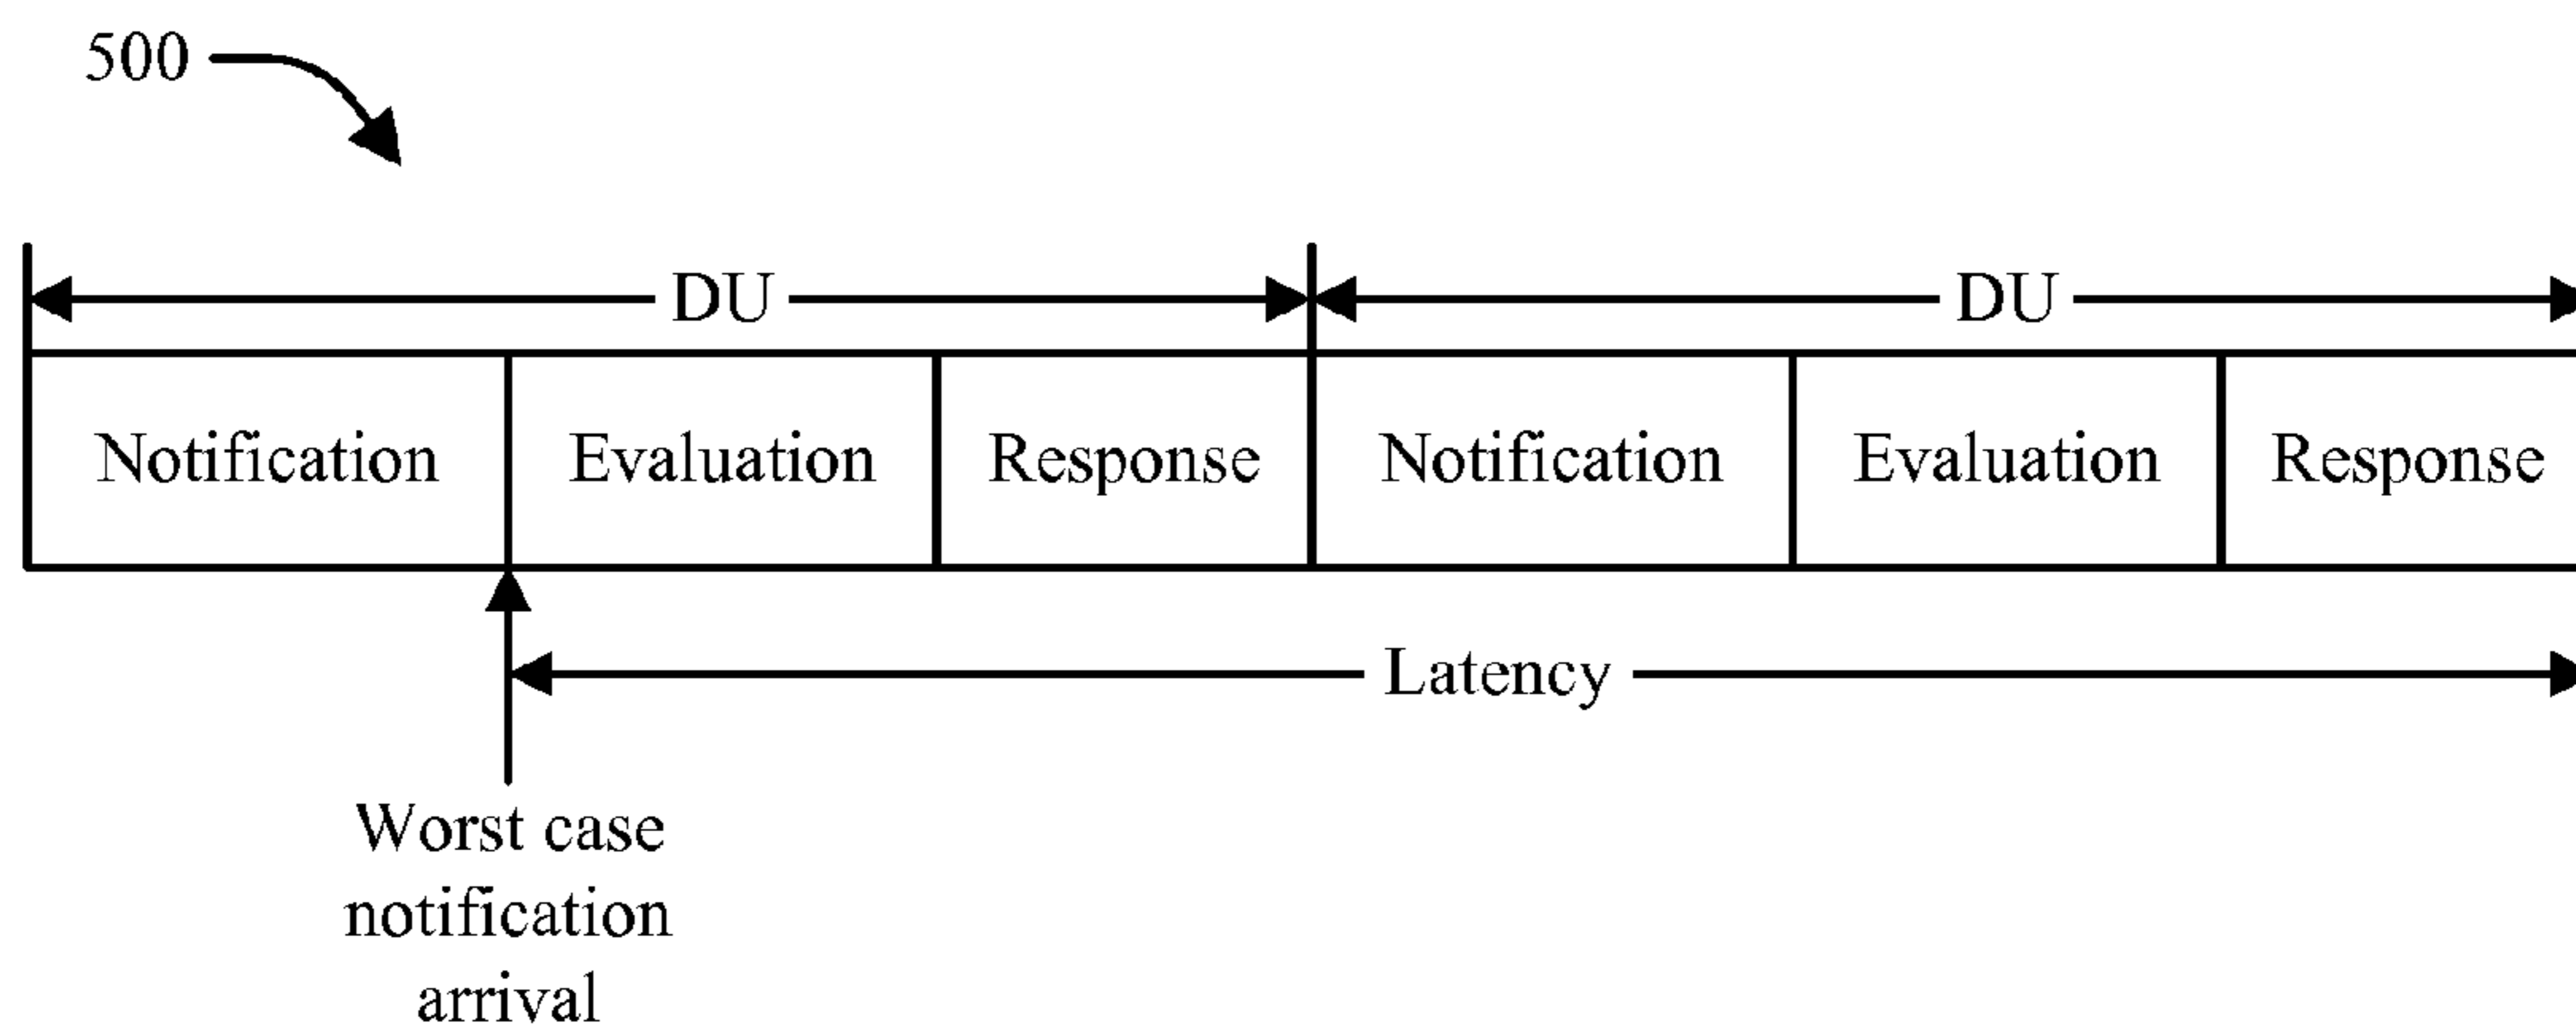 500
DU DU
Notification Evaluation Response Notification Evaluation Response
Latency
Worst case
notification
arrival